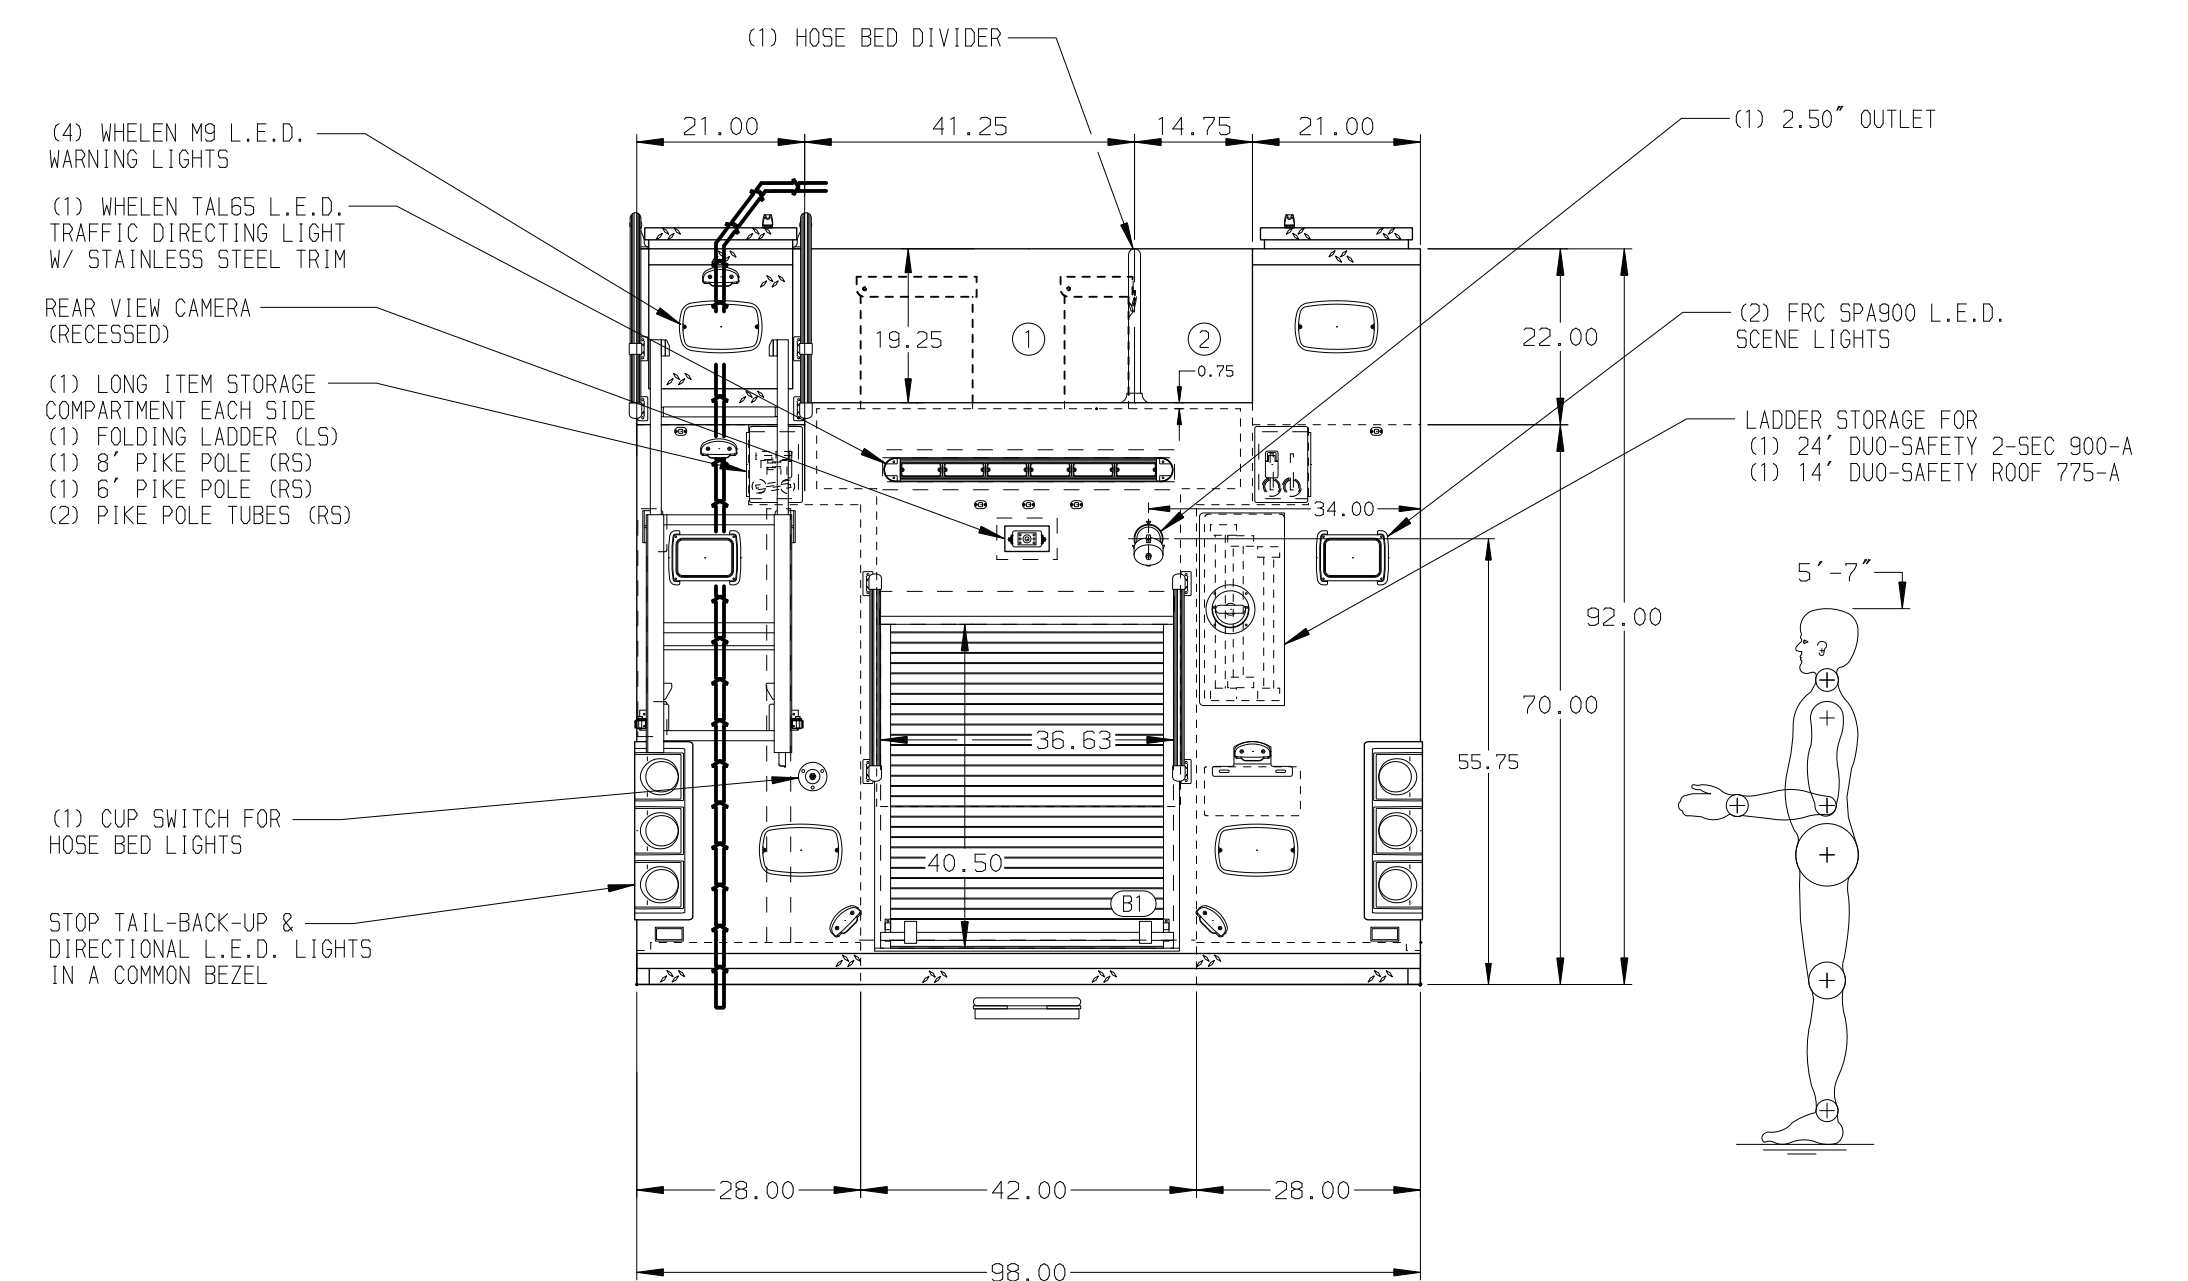 (1) HOSE BED DIVIDER
(4) WHELEN M9 L.E.D.
WARNING LIGHTS
(1) WHELEN TAL65 L.E.D.
TRAFFIC DIRECTING LIGHT
W/ STAINLESS STEEL TRIM
REAR VIEW CAMERA
(RECESSED)
(1) LONG ITEM STORAGE
COMPARTMENT EACH SIDE
(1) FOLDING LADDER (LS)
(1) 8' PIKE POLE (RS)
(1) 6' PIKE POLE (RS)
(2) PIKE POLE TUBES (RS)
(1) CUP SWITCH FOR
HOSE BED LIGHTS
STOP TAIL-BACK-UP &
DIRECTIONAL L.E.D. LIGHTS
IN A COMMON BEZEL
21.00
41.25
14.75
21.00
19.25
1
2
0.75
34.00
36.63
40.50
B1
22.00
92.00
70.00
55.75
(1) 2.50" OUTLET
(2) FRC SPA900 L.E.D.
SCENE LIGHTS
LADDER STORAGE FOR
(1) 24' DUO-SAFETY 2-SEC 900-A
(1) 14' DUO-SAFETY ROOF 775-A
5'-7"
28.00
42.00
28.00
98.00